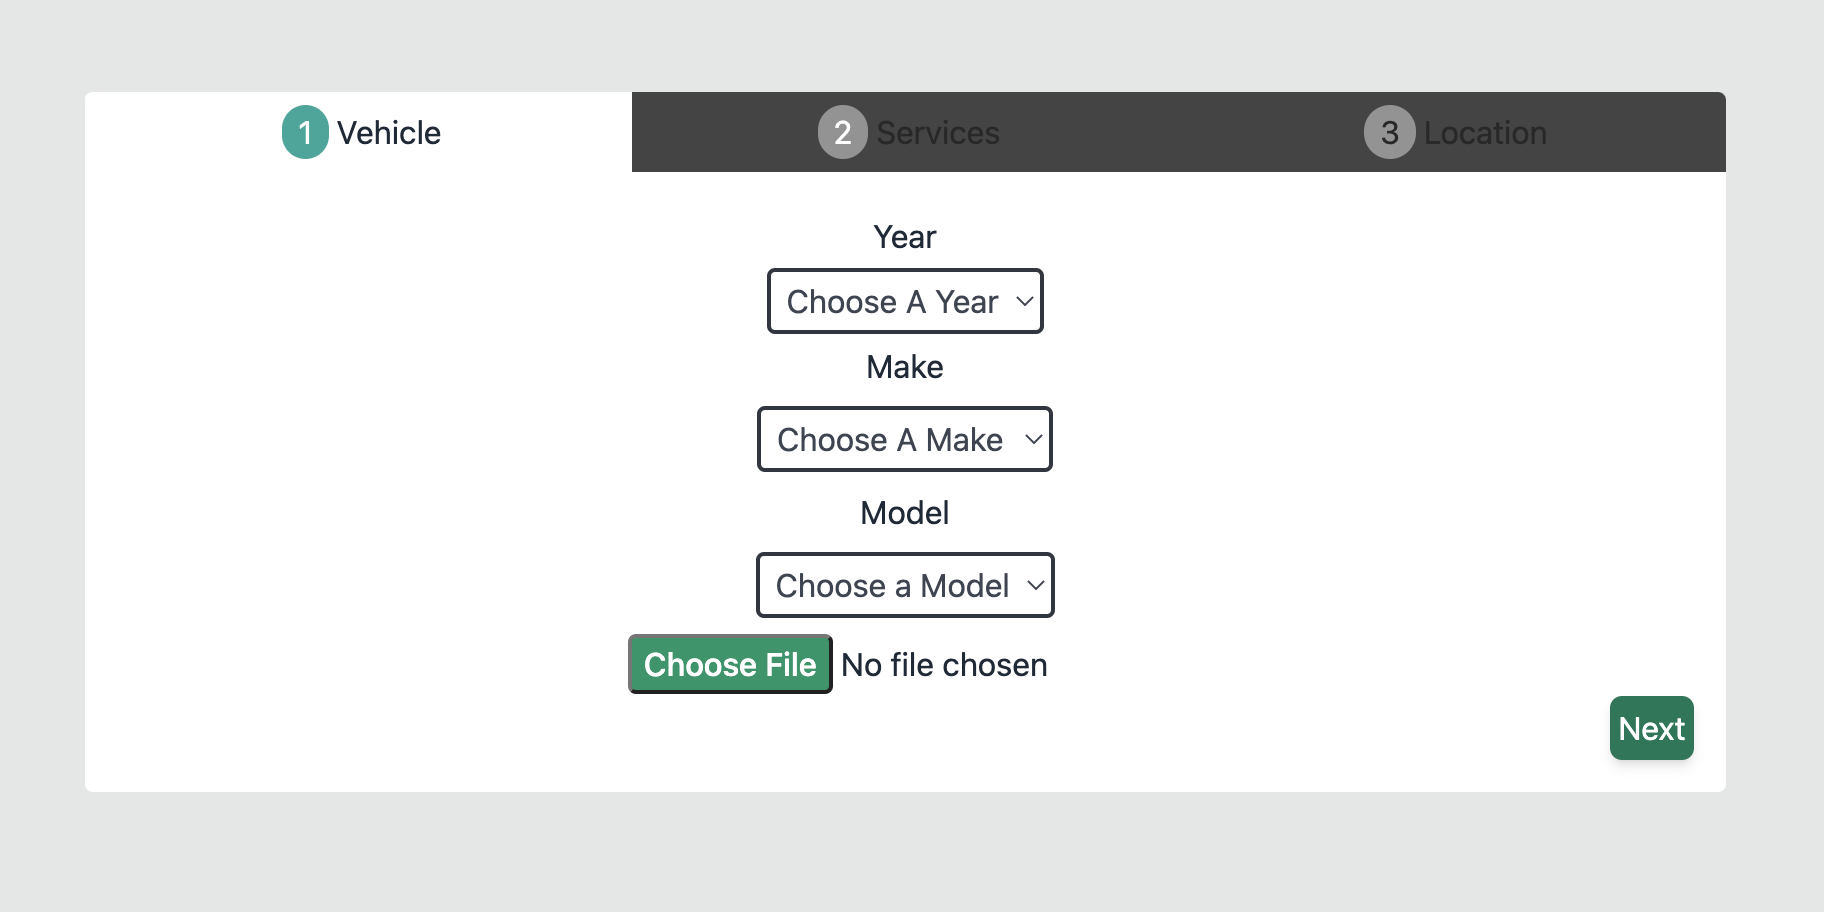 1 Vehicle
2 Services
3 Location
Year
Choose A Year
Make
Choose A Make
Model
Choose a Model
Choose File No file chosen
Next